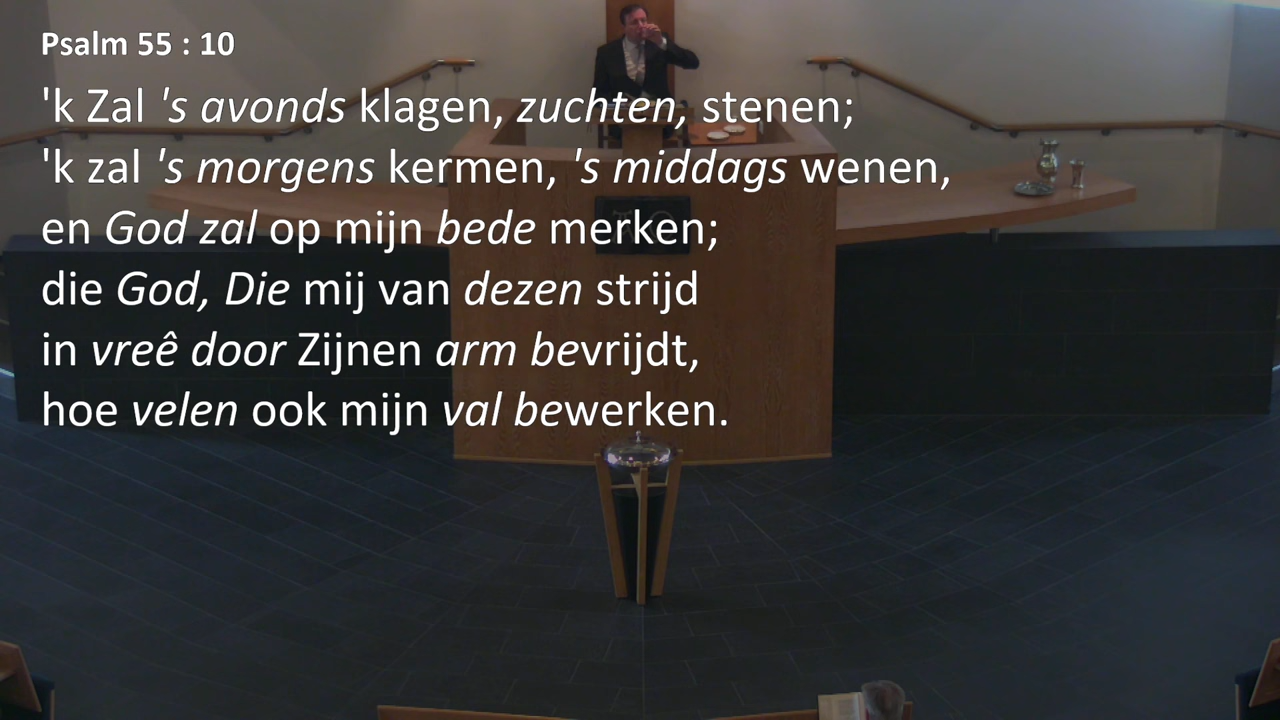 Psalm 55 : 10
'k Zal 's avonds klagen, zuchten, stenen;
'k zal 's morgens kermen, 's middags wenen,
en God zal op mijn bede merken;
die God, Die mij van dezen strijd
in vreê door Zijnen arm bevrijdt,
hoe velen ook mijn val bewerken.